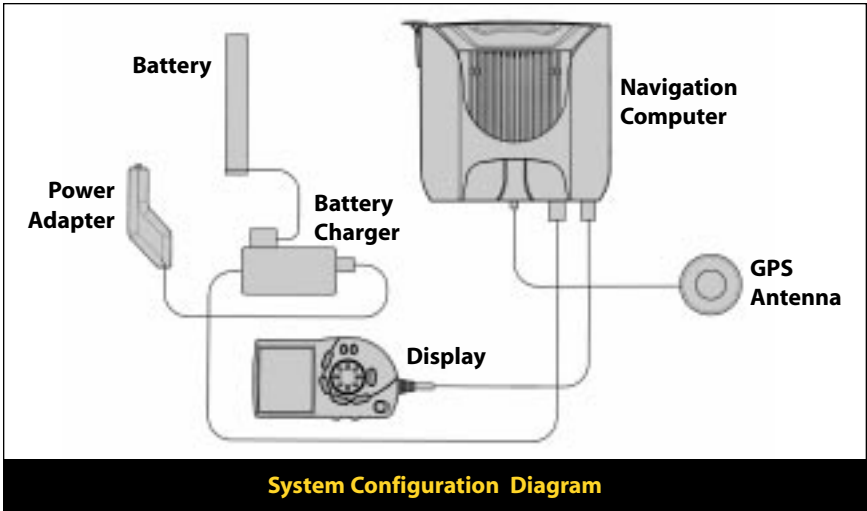 Battery
Navigation
Computer
Power
Adapter
Battery
Charger
GPS
Antenna
Display
System Configuration Diagram